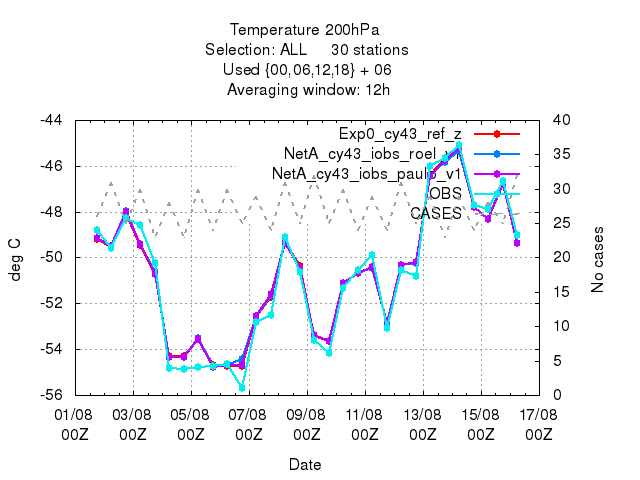 Temperature 200hPa
Selection: ALL     30 stations
Used {00,06,12,18} + 06
Averaging window: 12h
-44
-46
-48
-50
-52
-54
-56
deg C
40
35
30
25
20
15
10
5
0
No cases
Exp0_cy43_ref_z
NetA_cy43_iobs_roel_v1
NetA_cy43_iobs_paulo_v1
OBS
CASES
01/08 03/08 05/08 07/08 09/08 11/08 13/08 15/08 17/08
00Z 00Z 00Z 00Z 00Z 00Z 00Z 00Z 00Z
Date